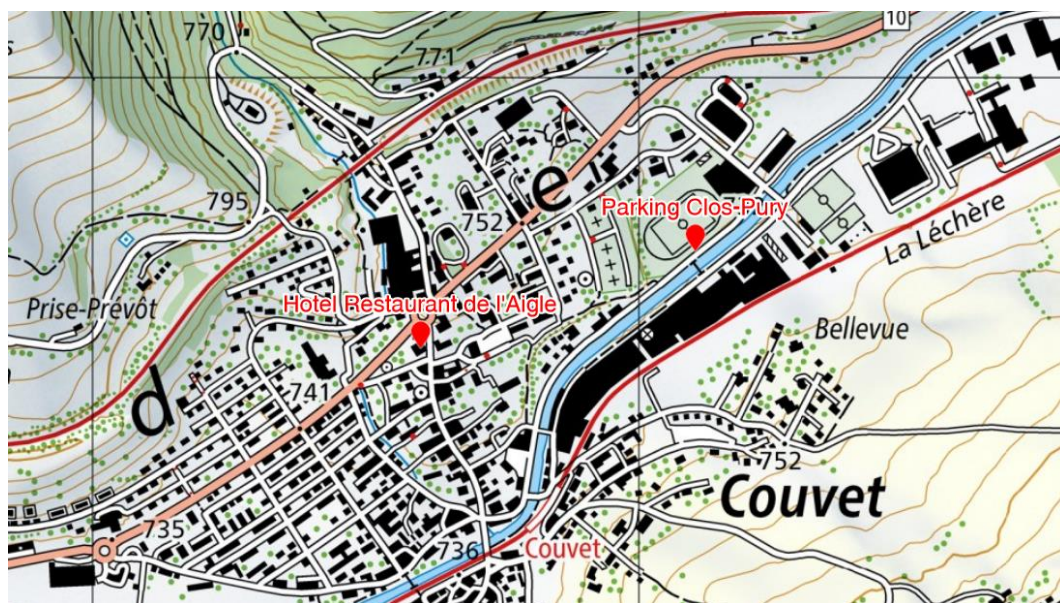 770
10
771
795
752
e
Parking Clos-Pury
La Léchère
Prise-Prévôt
Hotel Restaurant de l'Aigle
Bellevue
741
d
752
Couvet
735
736
Couvet